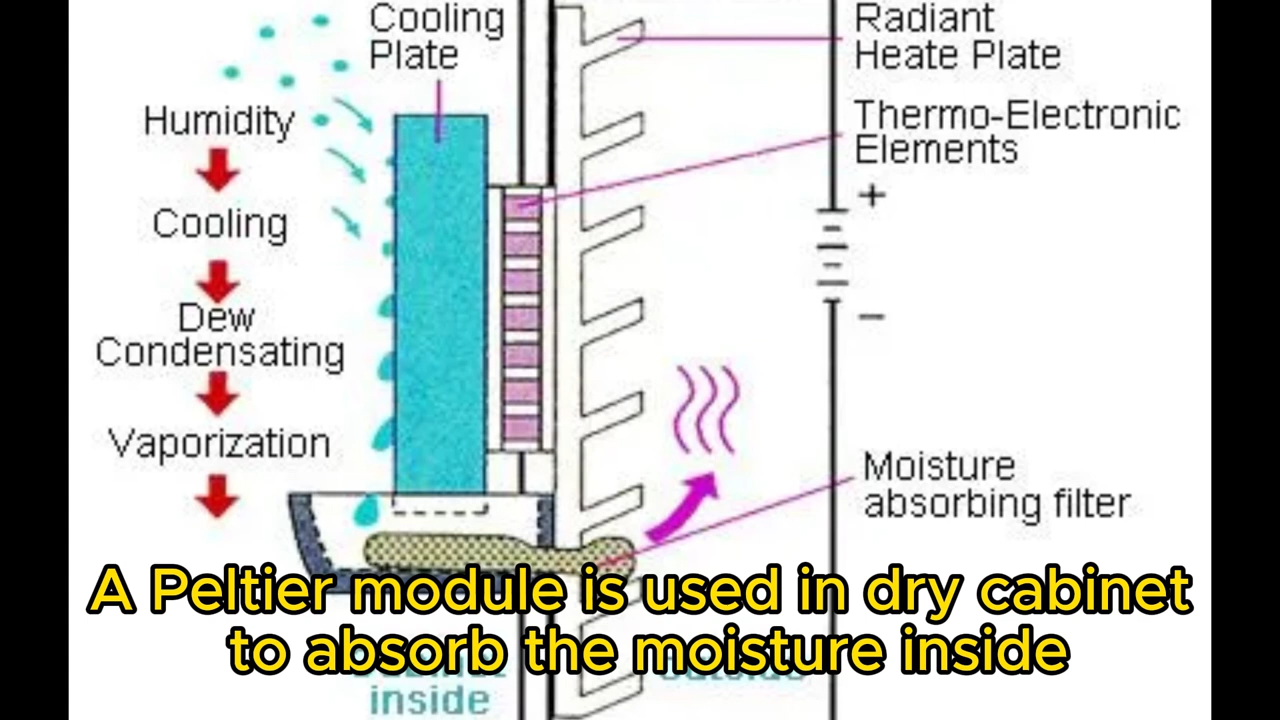 Cooling
Plate
Radiant
Heate Plate
Humidity
Thermo-Electronic
Elements
+
Cooling
−
Dew
Condensating
Vaporization
Moisture
absorbing filter
A Peltier module is used in dry cabinet
to absorb the moisture inside
inside